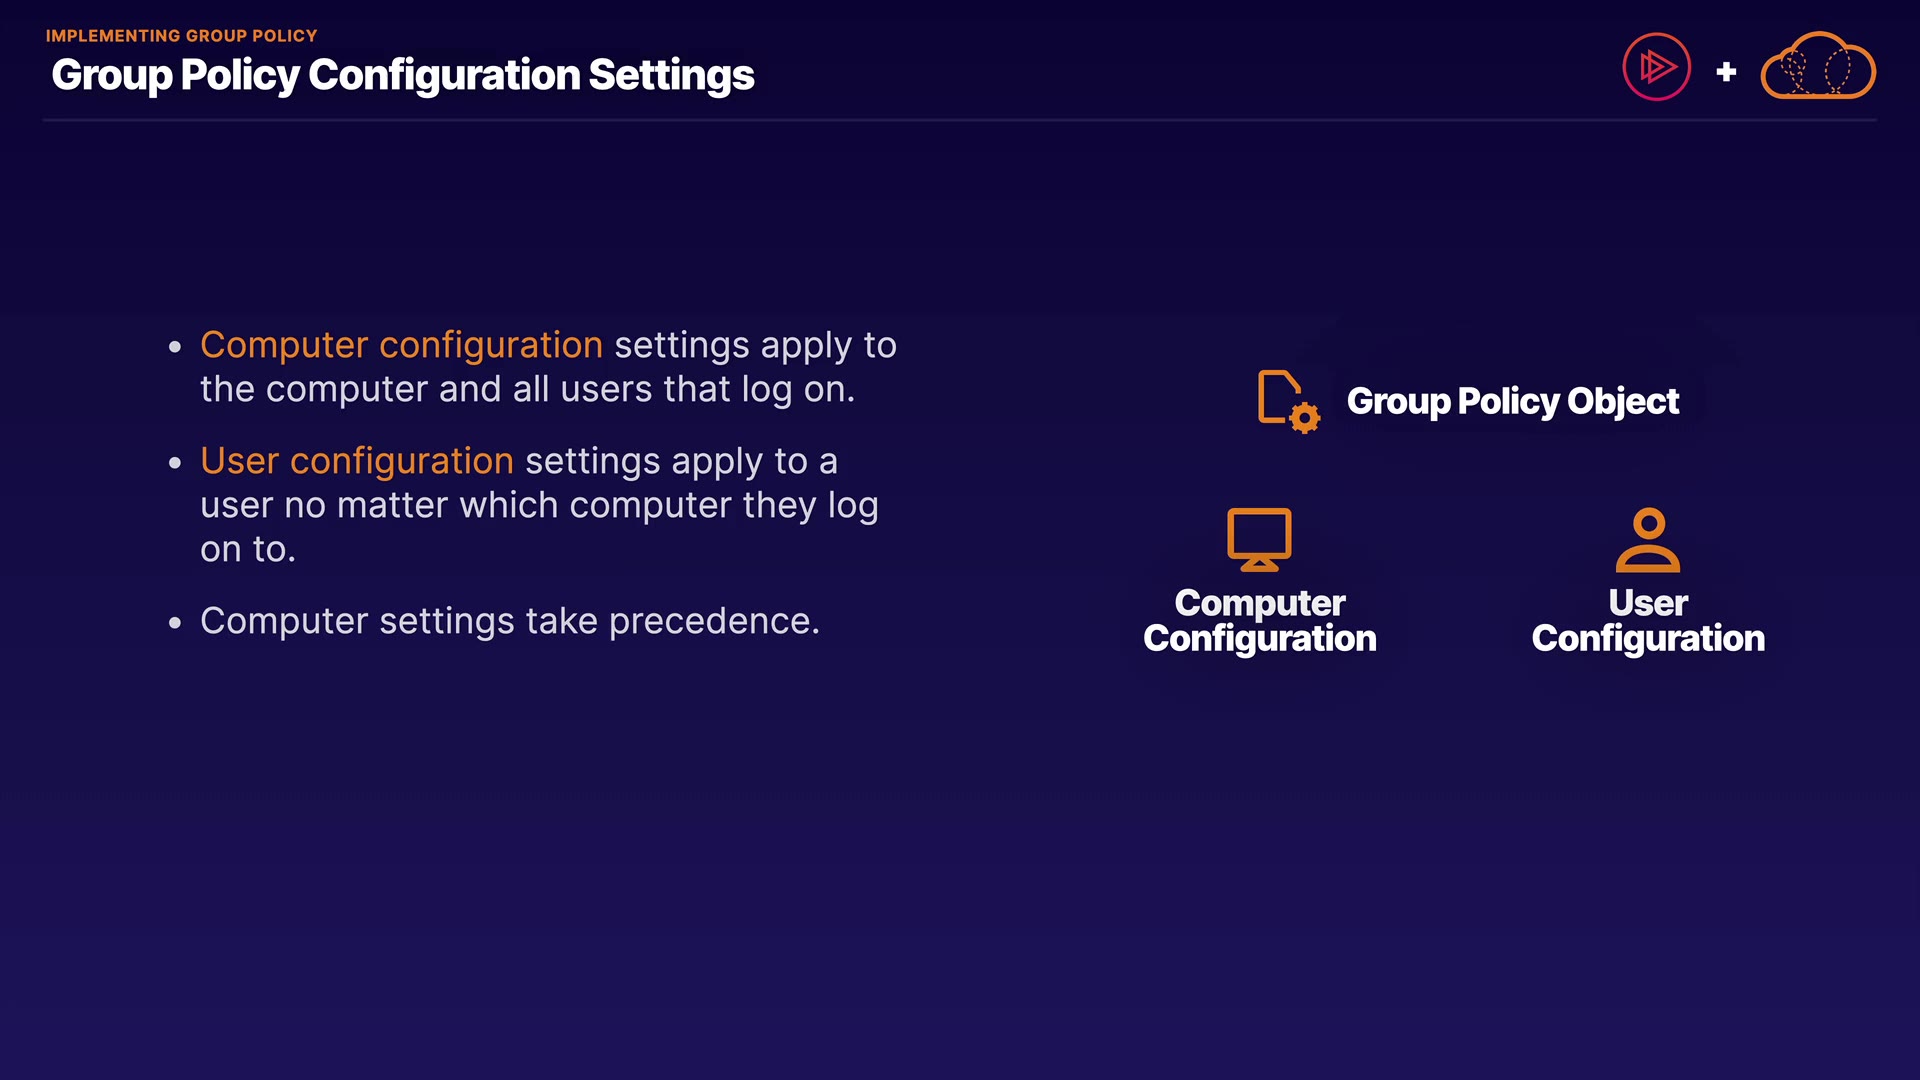 IMPLEMENTING GROUP POLICY
Group Policy Configuration Settings
• Computer configuration settings apply to
the computer and all users that log on.
• User configuration settings apply to a
user no matter which computer they log
on to.
• Computer settings take precedence.
Group Policy Object
Computer
Configuration
User
Configuration